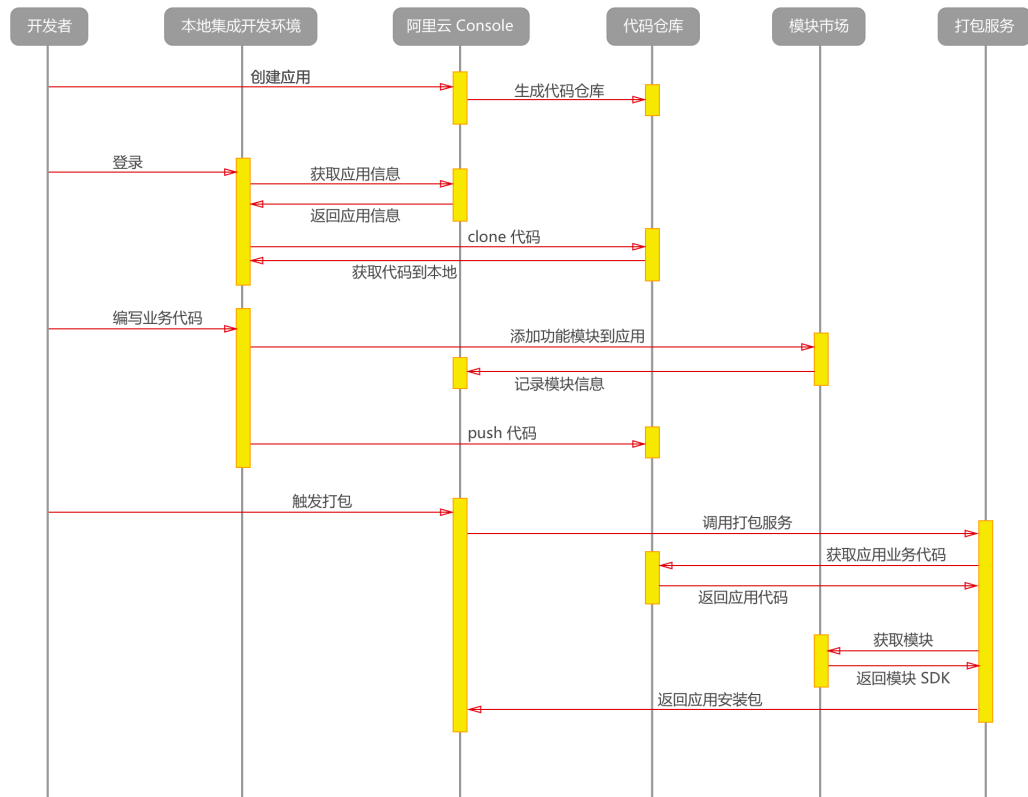 开发者
本地集成开发环境
阿里云 Console
代码仓库
模块市场
打包服务
创建应用
生成代码仓库
登录
获取应用信息
返回应用信息
clone 代码
获取代码到本地
编写业务代码
添加功能模块到应用
记录模块信息
push 代码
触发打包
调用打包服务
获取应用业务代码
返回应用代码
获取模块
返回模块 SDK
返回应用安装包